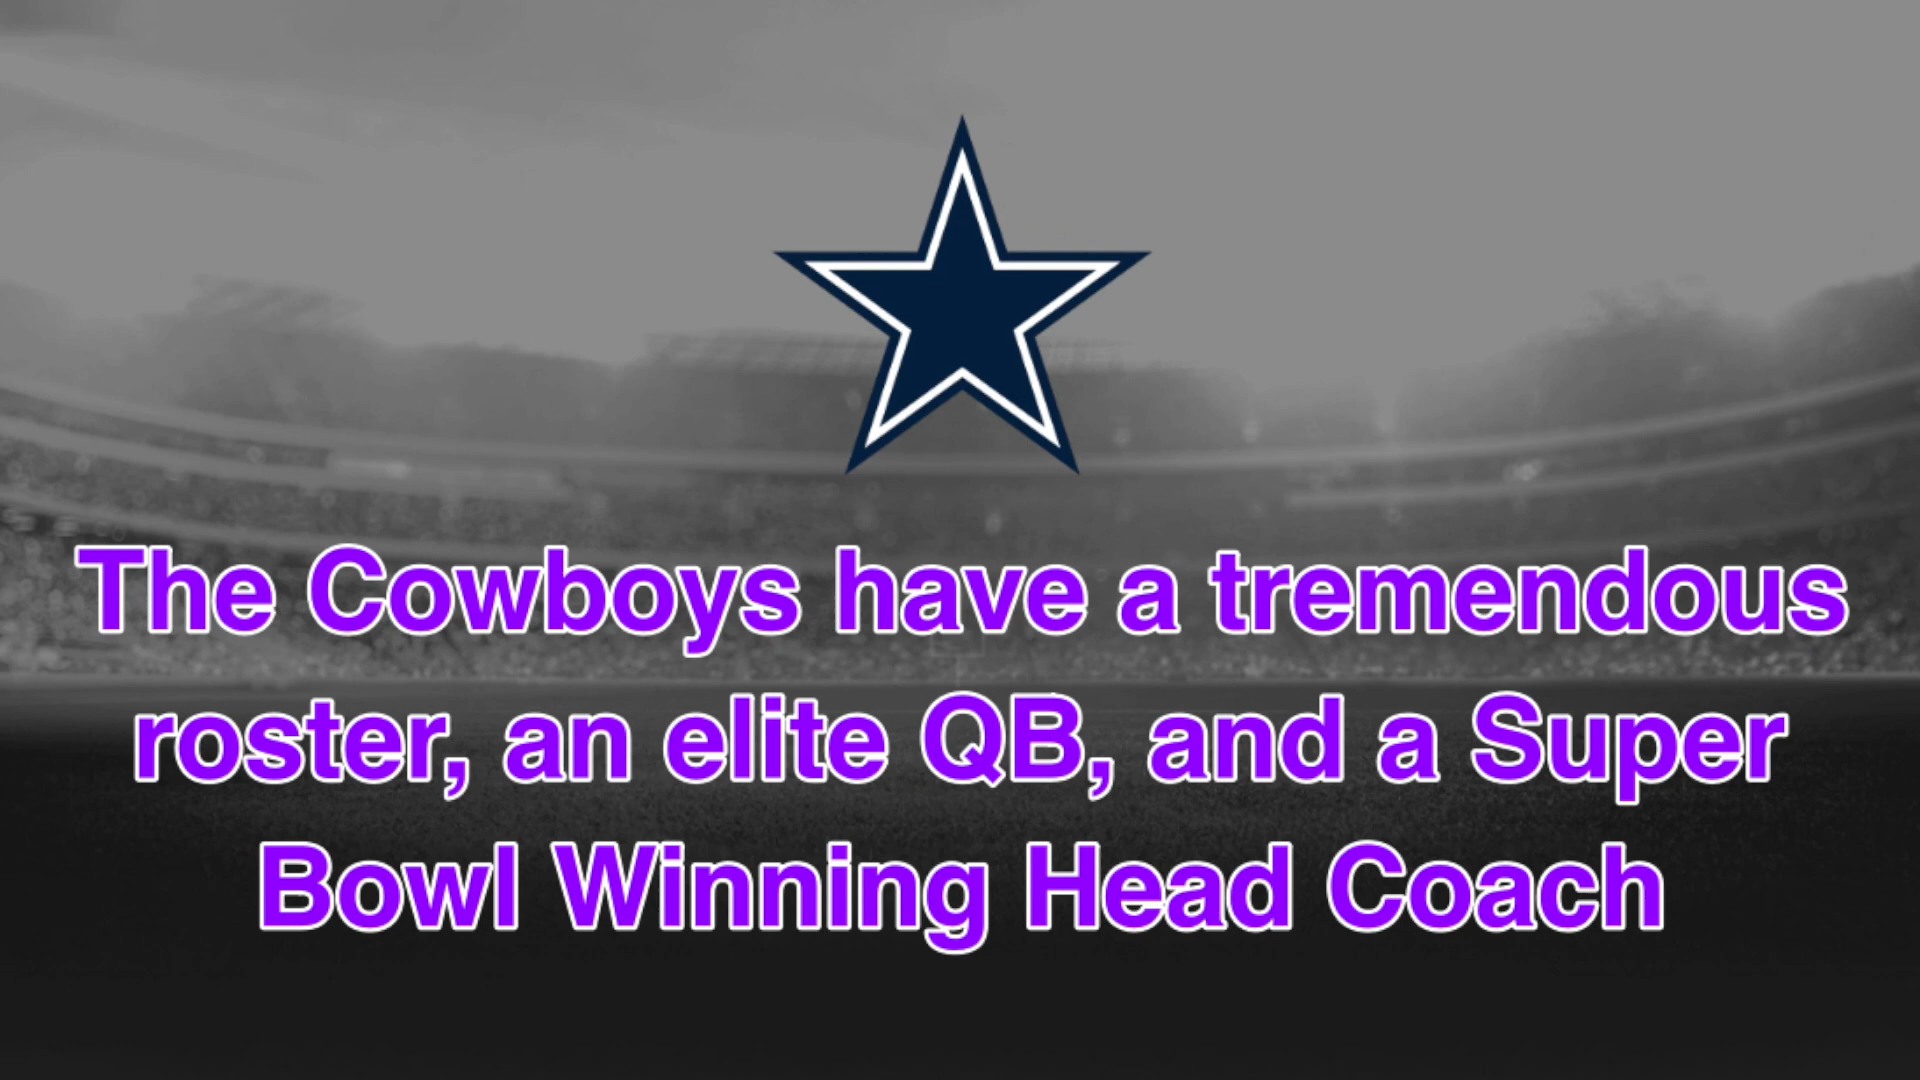 The Cowboys have a tremendous
roster, an elite QB, and a Super
Bowl Winning Head Coach